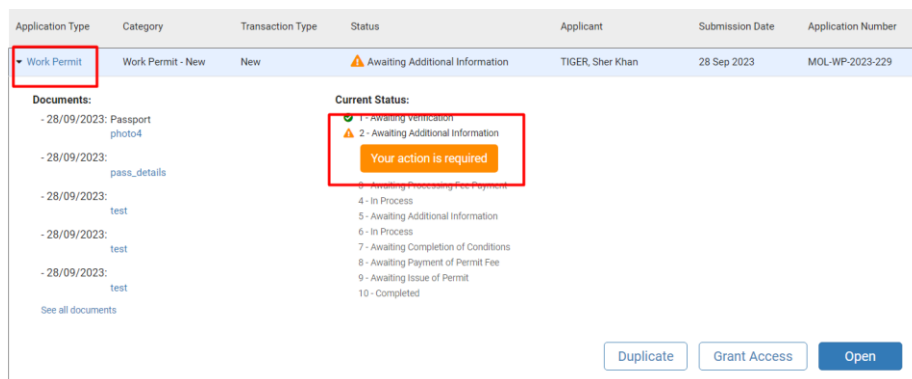 Application Type Category Transaction Type Status Applicant Submission Date Application Number
Work Permit Work Permit - New New Awaiting Additional Information TIGER, Sher Khan 28 Sep 2023 MOL-WP-2023-229
Documents:
- 28/09/2023: Passport
photo4
- 28/09/2023:
pass_details
- 28/09/2023:
test
- 28/09/2023:
test
- 28/09/2023:
test
See all documents
Current Status:
1 - Awaiting Verification
2 - Awaiting Additional Information
Your action is required
3 - Awaiting Processing Fee Payment
4 - In Process
5 - Awaiting Additional Information
6 - In Process
7 - Awaiting Completion of Conditions
8 - Awaiting Payment of Permit Fee
9 - Awaiting Issue of Permit
10 - Completed
Duplicate Grant Access Open